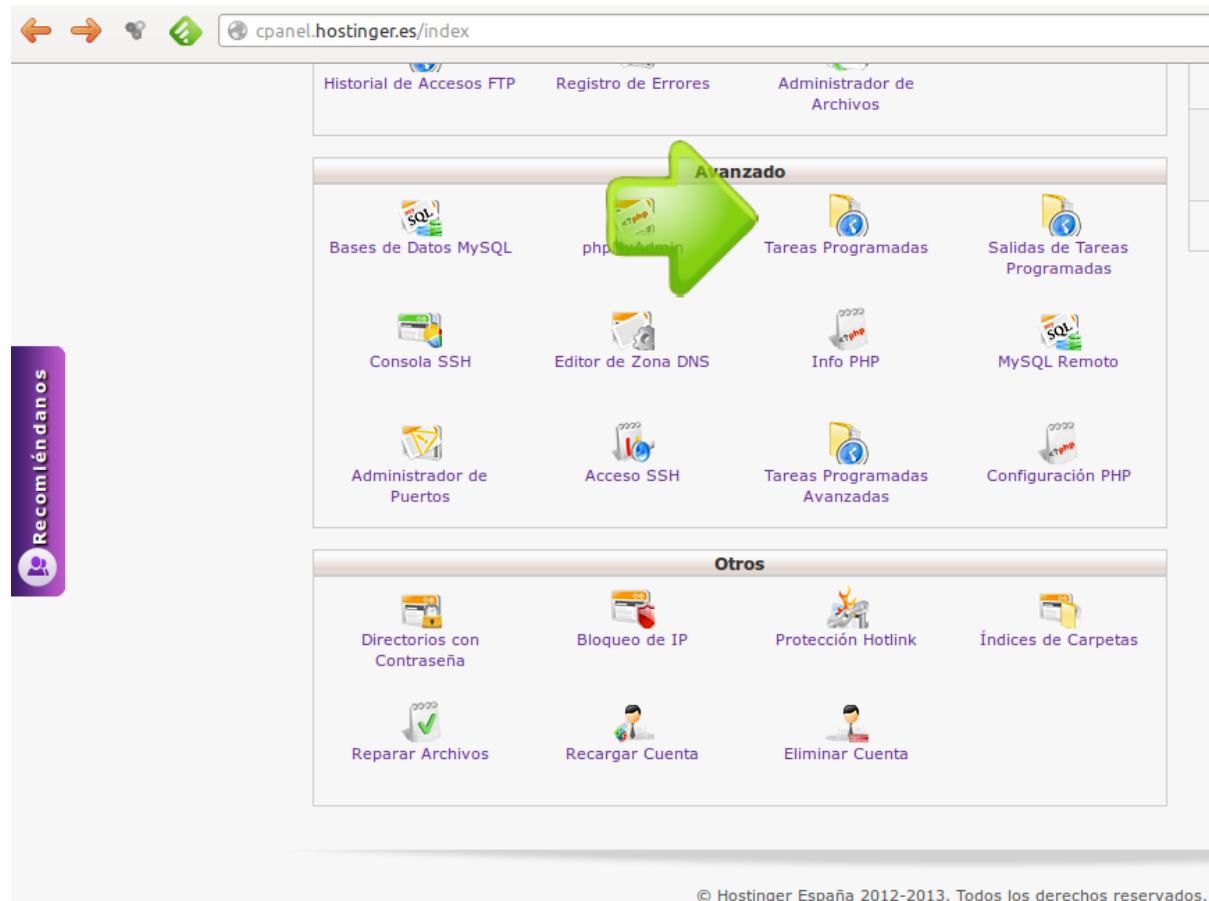 cpanel.hostinger.es/index
Historial de Accesos FTP
Registro de Errores
Administrador de
Archivos
Avanzado
Bases de Datos MySQL
phpMyAdmin
Tareas Programadas
Salidas de Tareas
Programadas
Consola SSH
Editor de Zona DNS
Info PHP
MySQL Remoto
Administrador de
Puertos
Acceso SSH
Tareas Programadas
Avanzadas
Configuración PHP
Recomiéndanos
Otros
Directorios con
Contraseña
Bloqueo de IP
Protección Hotlink
Índices de Carpetas
Reparar Archivos
Recargar Cuenta
Eliminar Cuenta
© Hostinger España 2012-2013. Todos los derechos reservados.